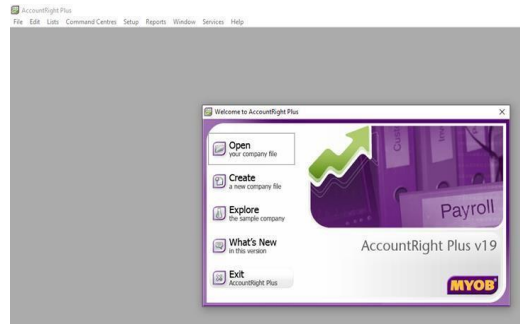 AccountRight Plus
File Edit Lists Command Centres Setup Reports Window Services Help
Welcome to AccountRight Plus
Open
your company file
Create
a new company file
Explore
the sample company
What's New
in this version
Exit
AccountRight Plus
Payroll
AccountRight Plus v19
MYOB